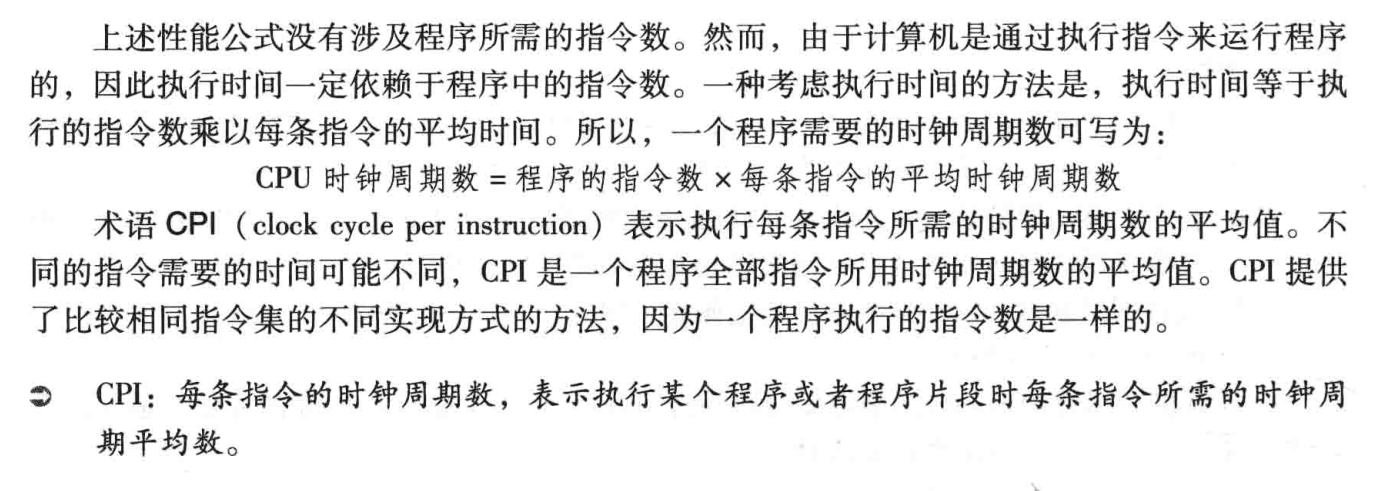 上述性能公式没有涉及程序所需的指令数。然而，由于计算机是通过执行指令来运行程序
的，因此执行时间一定依赖于程序中的指令数。一种考虑执行时间的方法是，执行时间等于执
行的指令数乘以每条指令的平均时间。所以，一个程序需要的时钟周期数可写为：
CPU 时钟周期数 = 程序的指令数 × 每条指令的平均时钟周期数
术语 CPI（clock cycle per instruction）表示执行每条指令所需的时钟周期数的平均值。不
同的指令需要的时间可能不同，CPI 是一个程序全部指令所用时钟周期数的平均值。CPI 提供
了比较相同指令集的不同实现方式的方法，因为一个程序执行的指令数是一样的。
CPI：每条指令的时钟周期数，表示执行某个程序或者程序片段时每条指令所需的时钟周
期平均数。